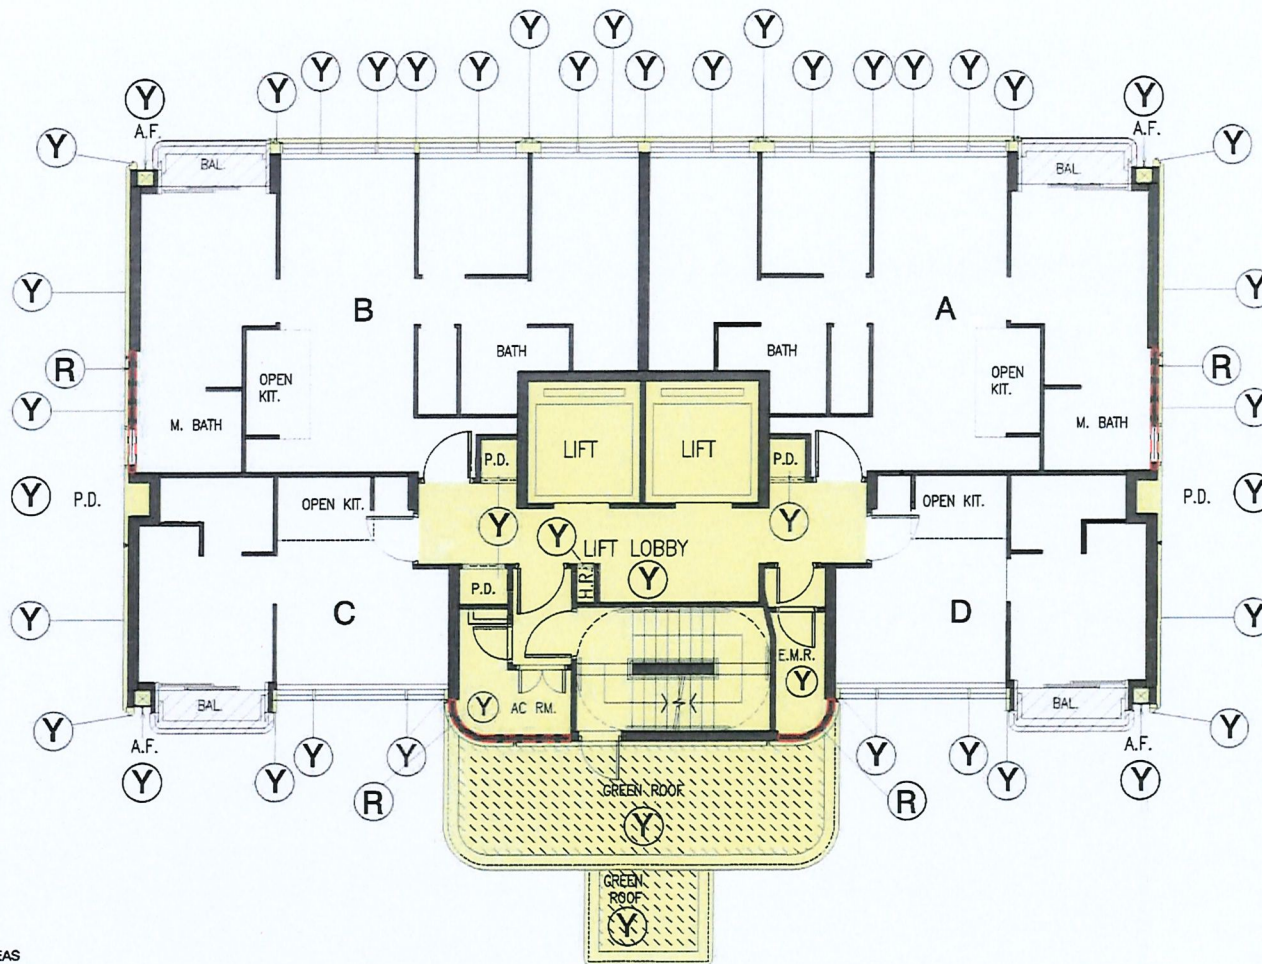 Y Y Y
Y Y Y Y Y Y Y Y Y Y Y Y
Y Y
A.F. A.F.
Y Y
BAL. BAL.
Y Y
B A
BATH BATH
R R
OPEN
KIT.
OPEN
KIT.
Y Y
M. BATH M. BATH
LIFT LIFT
P.D. P.D.
Y P.D. P.D. Y
OPEN KIT. OPEN KIT.
Y Y Y
LIFT LOBBY
Y
H.R.
P.D.
Y Y
C D
E.M.R.
Y
BAL. BAL.
Y AC RM.
Y Y
A.F. A.F.
Y Y Y Y
Y Y Y Y
R R
GREEN ROOF
Y
GREEN
ROOF
Y
EAS